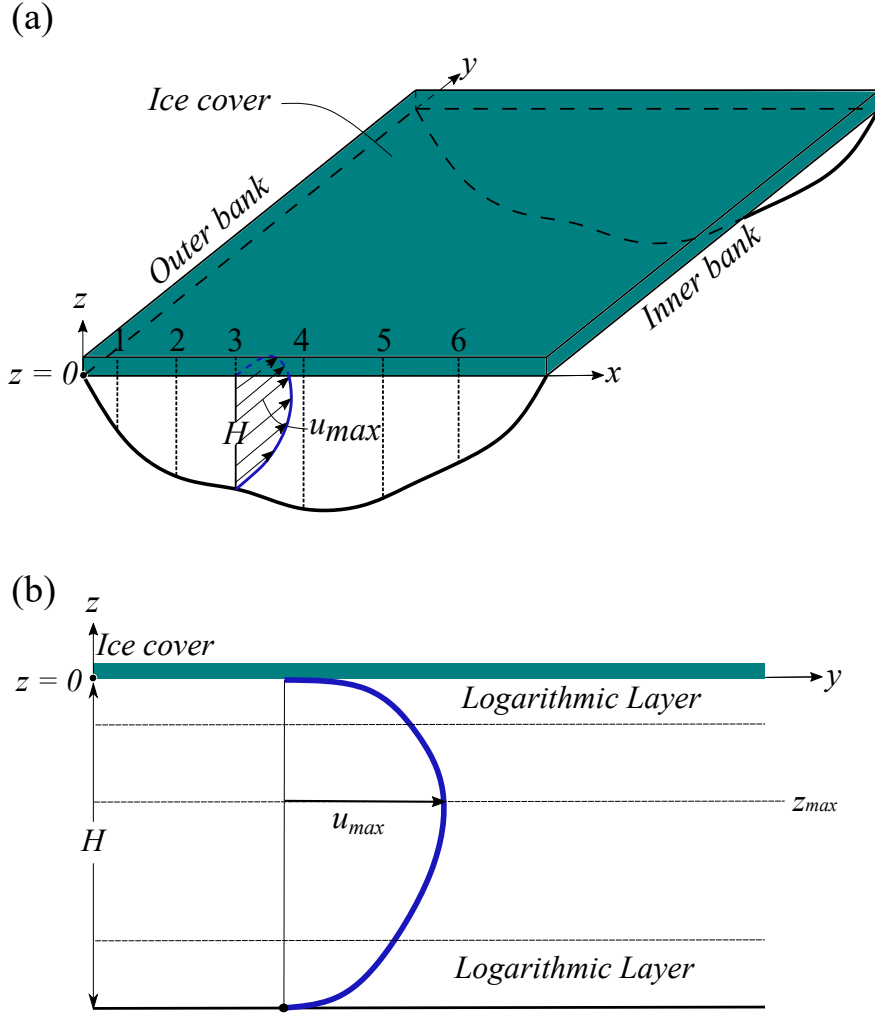 (a)
y
Ice cover
Outer bank
Inner bank
z
1 2 3 4 5 6
z = 0
x
H
umax
(b)
z
Ice cover
z = 0
y
Logarithmic Layer
zmax
umax
H
Logarithmic Layer